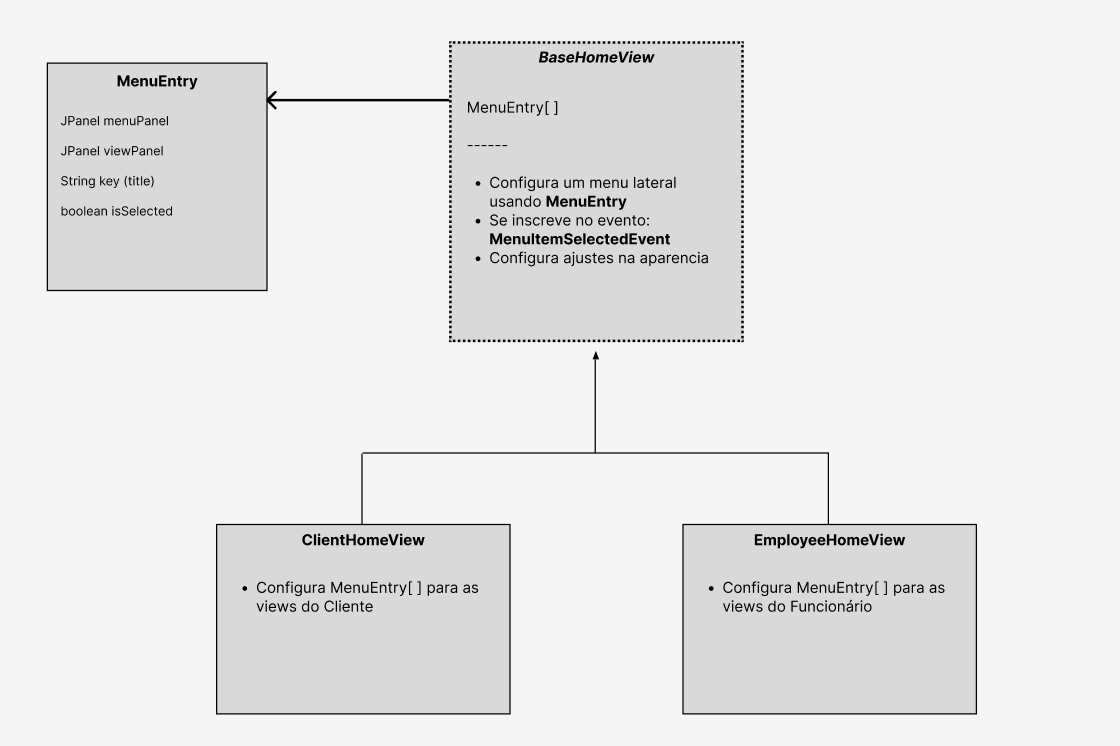 MenuEntry
JPanel menuPanel
JPanel viewPanel
String key (title)
boolean isSelected
BaseHomeView
MenuEntry[ ]
------
• Configura um menu lateral
usando MenuEntry
• Se inscreve no evento:
MenuItemSelectedEvent
• Configura ajustes na aparencia
ClientHomeView
• Configura MenuEntry[ ] para as
views do Cliente
EmployeeHomeView
• Configura MenuEntry[ ] para as
views do Funcionário